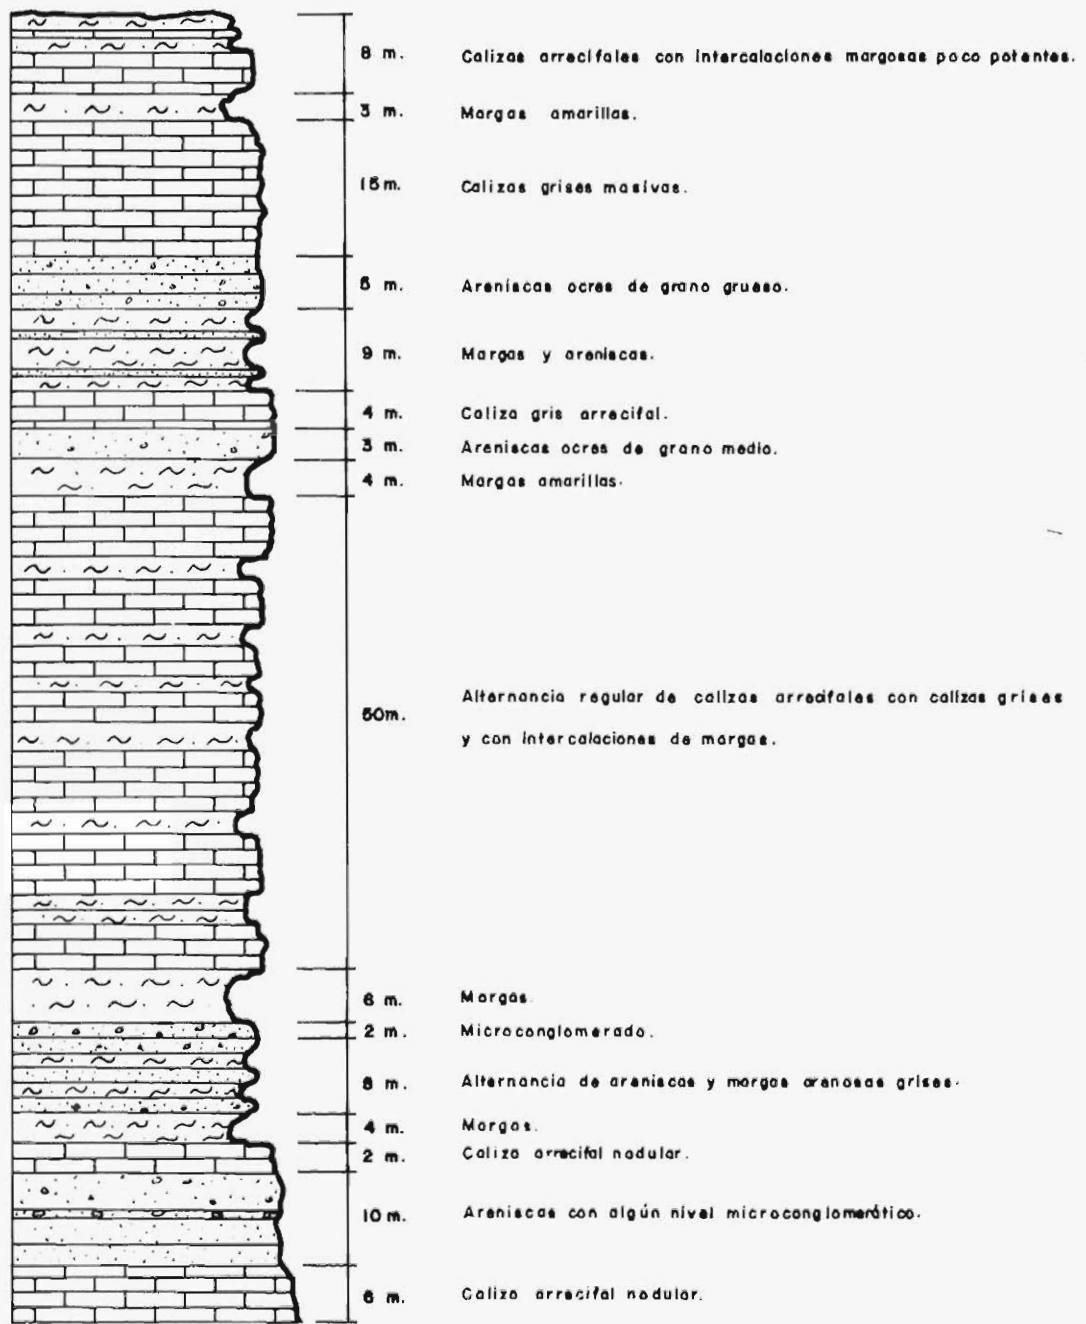 8 m. Calizas arrecifales con intercalaciones margosas poco potentes.
3 m. Margas amarillas.
15 m. Calizas grises masivas.
5 m. Areniscas ocres de grano grueso.
9 m. Margas y areniscas.
4 m. Caliza gris arrecifal.
3 m. Areniscas ocres de grano medio.
4 m. Margas amarillas.
50 m. Alternancia regular de calizas arrecifales con calizas grises
y con intercalaciones de margas.
6 m. Margas.
2 m. Microconglomerado.
8 m. Alternancia de areniscas y margas arenosas grises.
4 m. Margas.
2 m. Caliza arrecifal nodular.
10 m. Areniscas con algún nivel microconglomerático.
6 m. Caliza arrecifal nodular.